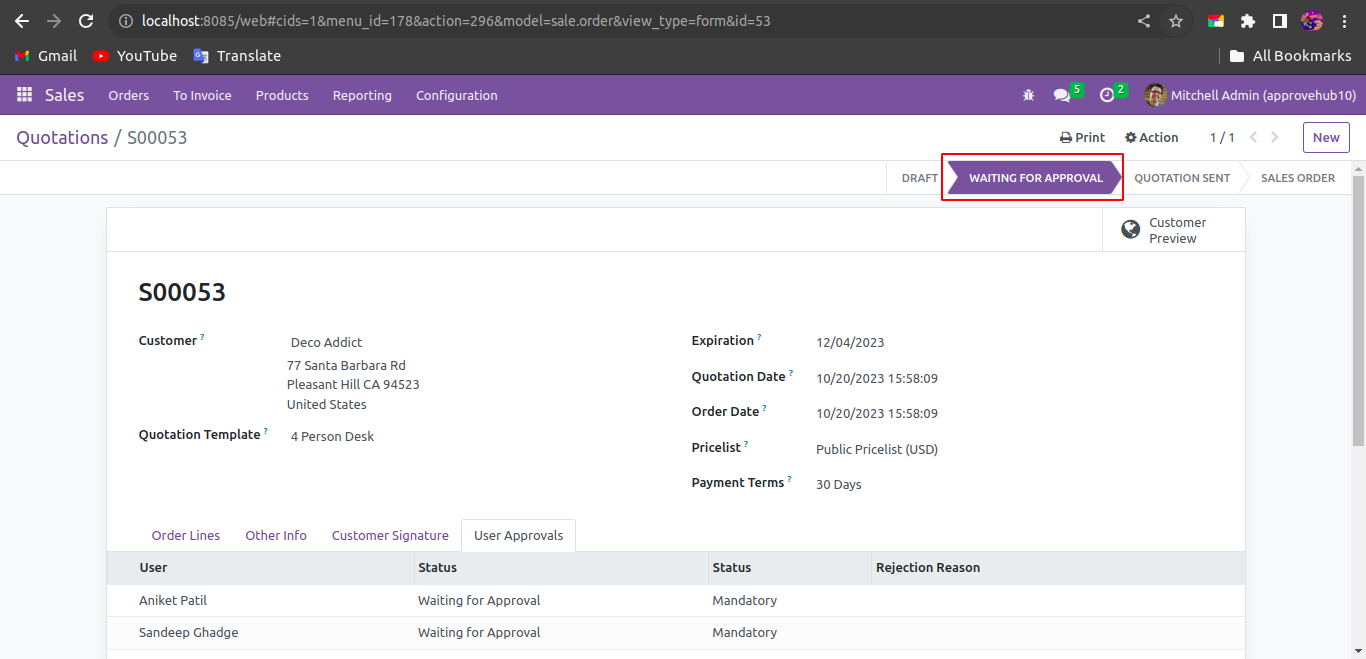 localhost:8085/web#cids=1&menu_id=178&action=296&model=sale.order&view_type=form&id=53
Gmail YouTube Translate All Bookmarks
Sales Orders To Invoice Products Reporting Configuration 5 2 Mitchell Admin (approvehub10)
Quotations / S00053 Print Action 1 / 1 New
DRAFT WAITING FOR APPROVAL QUOTATION SENT SALES ORDER
Customer
Preview
S00053
Customer ? Deco Addict
77 Santa Barbara Rd
Pleasant Hill CA 94523
United States
Quotation Template ? 4 Person Desk
Expiration ? 12/04/2023
Quotation Date ? 10/20/2023 15:58:09
Order Date ? 10/20/2023 15:58:09
Pricelist ? Public Pricelist (USD)
Payment Terms ? 30 Days
Order Lines Other Info Customer Signature User Approvals
User Status Status Rejection Reason
Aniket Patil Waiting for Approval Mandatory
Sandeep Ghadge Waiting for Approval Mandatory